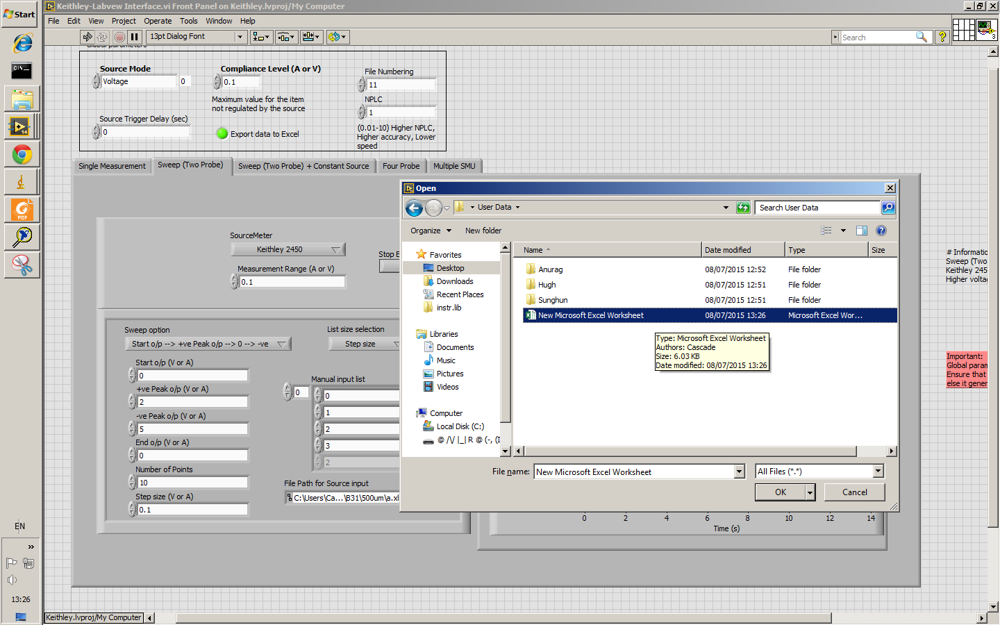 Start
Keithley-Labvew Interface.vi Front Panel on Keithley.lvproj/My Computer
File Edit View Project Operate Tools Window Help
13pt Dialog Font
Search
Global parameters
Source Mode
Voltage 0
Compliance Level (A or V)
0.1
Maximum value for the item
not regulated by the source
File Numbering
11
NPLC
1
(0.01-10) Higher NPLC,
Higher accuracy, Lower
speed
Source Trigger Delay (sec)
0
Export data to Excel
Single Measurement Sweep (Two Probe) Sweep (Two Probe) + Constant Source Four Probe Multiple SMU
SourceMeter
Keithley 2450
Measurement Range (A or V)
0.1
Stop E
Sweep option
Start o/p --> +ve Peak o/p --> 0 --> -ve
List size selection
Step size
Start o/p (V or A)
0
+ve Peak o/p (V or A)
2
-ve Peak o/p (V or A)
5
End o/p (V or A)
0
Number of Points
10
Step size (V or A)
0.1
Manual input list
0
0
1
2
3
2
File Path for Source input
C:\Users\Ca...\B31\500um\a.xl
Open
User Data
Search User Data
Organize New folder
Favorites
Desktop
Downloads
Recent Places
instr.lib
Libraries
Documents
Music
Pictures
Videos
Computer
Local Disk (C:)
@ /\/ |_| R @ (-, (I
Name Date modified Type Size
Anurag 08/07/2015 12:52 File folder
Hugh 08/07/2015 12:51 File folder
Sunghun 08/07/2015 12:51 File folder
New Microsoft Excel Worksheet 08/07/2015 13:26 Microsoft Excel Wor...
Type: Microsoft Excel Worksheet
Authors: Cascade
Size: 6.03 KB
Date modified: 08/07/2015 13:26
File name: New Microsoft Excel Worksheet All Files (*.*)
OK Cancel
0 2 4 6 8 10 12 14
Time (s)
# Informatic
Sweep (Two
Keithley 245
Higher voltag
Important:
Global param
Ensure that
else it gener
PDF
14
3
EN
13:26
Keithley.lvproj/My Computer